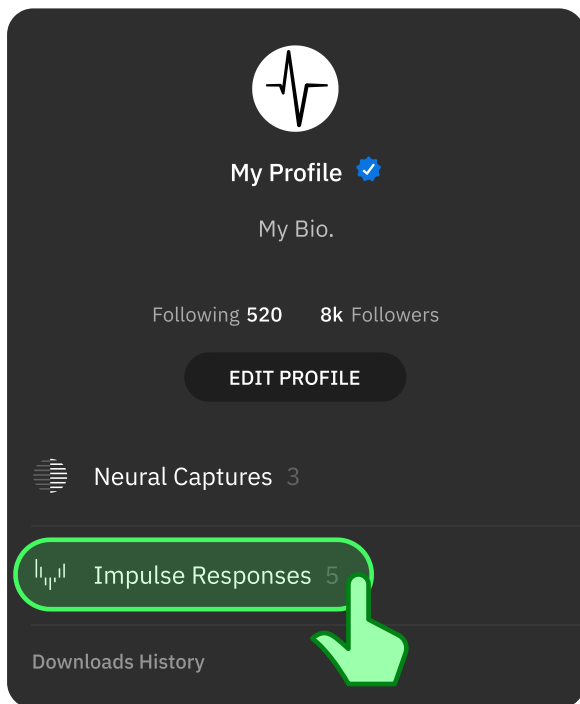 My Profile
My Bio.
Following 520 8k Followers
EDIT PROFILE
Neural Captures 3
Impulse Responses 5
Downloads History